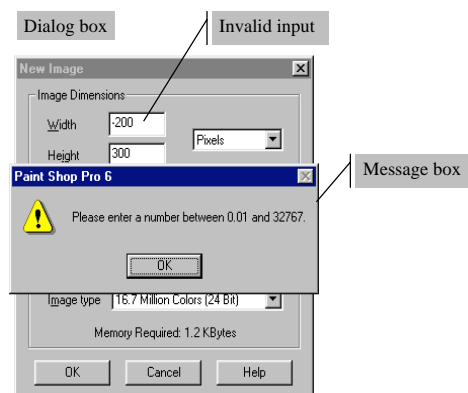 Dialog box
Invalid input
New Image
Image Dimensions
Width
-200
Pixels
Height
300
Message box
Paint Shop Pro 6
Please enter a number between 0.01 and 32767.
OK
Image type
16.7 Million Colors (24 Bit)
Memory Required: 1.2 KBytes
OK
Cancel
Help